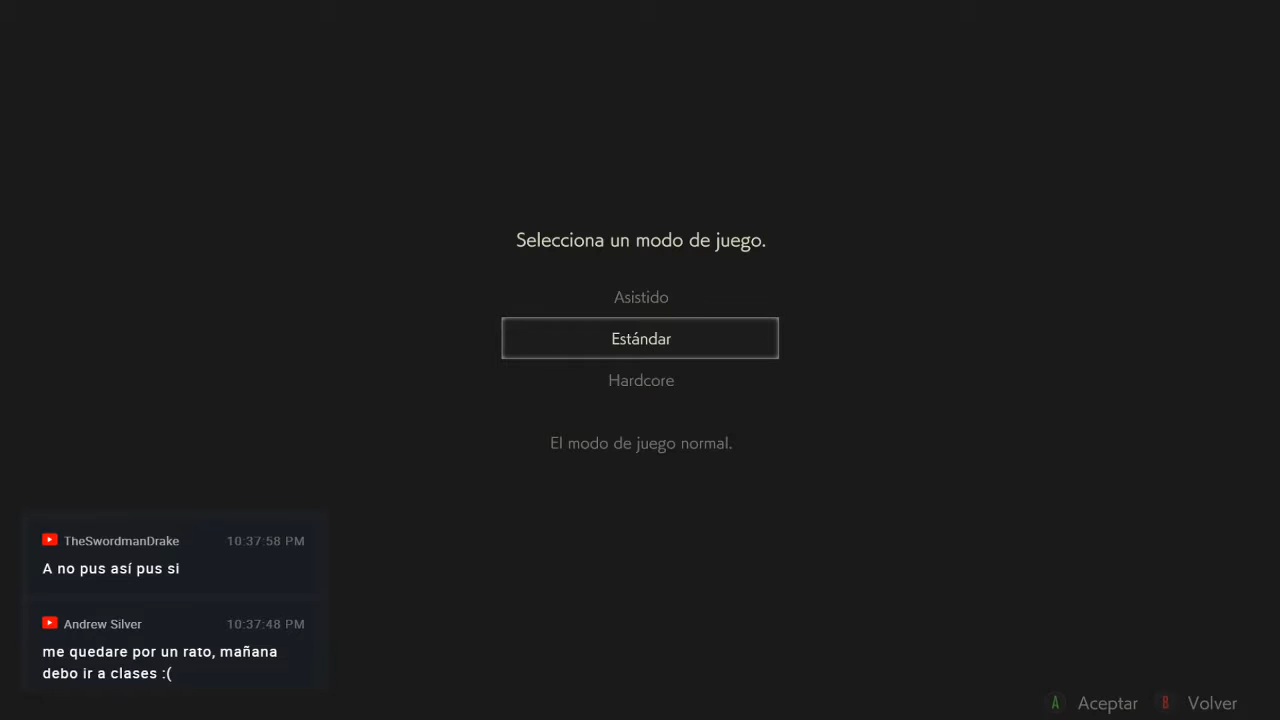 Selecciona un modo de juego.
Asistido
Estándar
Hardcore
El modo de juego normal.
TheSwordmanDrake 10:37:58 PM
A no pus así pus si
Andrew Silver 10:37:48 PM
me quedare por un rato, mañana
debo ir a clases :(
A Aceptar B Volver